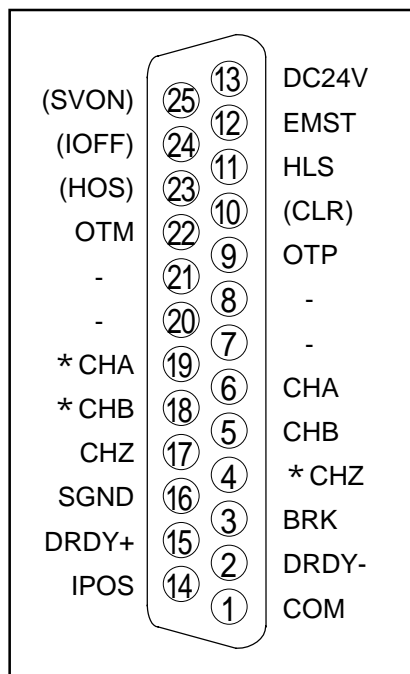 13 DC24V
(SVON) 25
12 EMST
(IOFF) 24
11 HLS
(HOS) 23
10 (CLR)
OTM 22
9 OTP
- 21
8 -
- 20
7 -
*CHA 19
6 CHA
*CHB 18
5 CHB
CHZ 17
4 *CHZ
SGND 16
3 BRK
DRDY+ 15
2 DRDY-
IPOS 14
1 COM